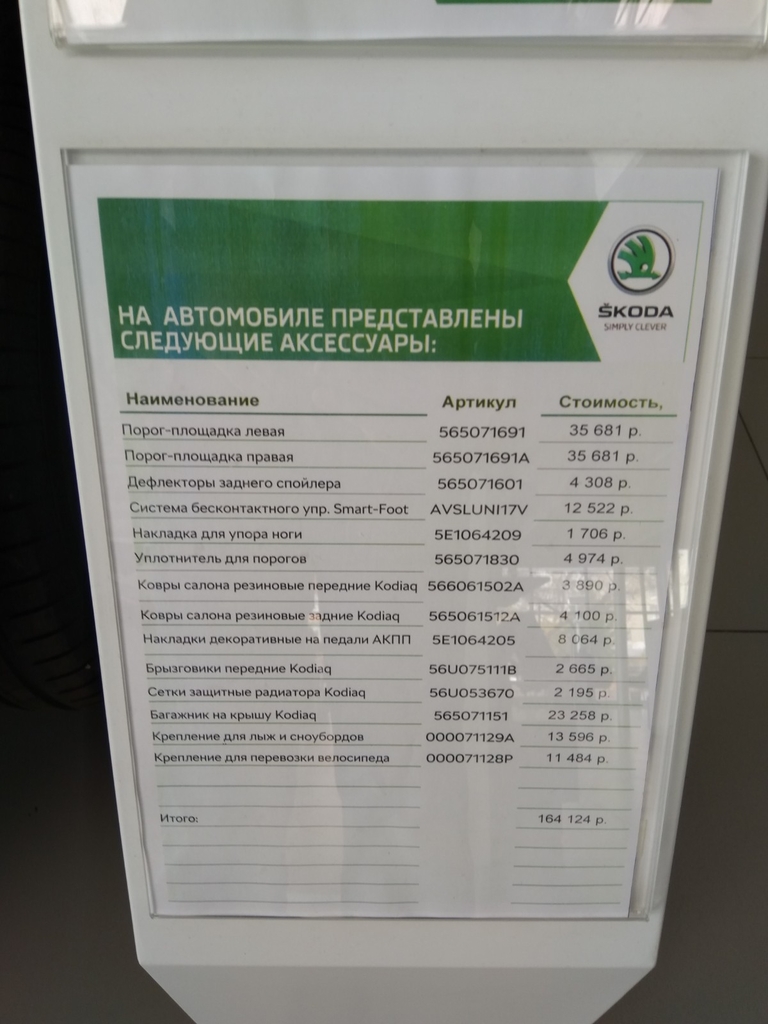 ŠKODA
SIMPLY CLEVER
НА АВТОМОБИЛЕ ПРЕДСТАВЛЕНЫ
СЛЕДУЮЩИЕ АКСЕССУАРЫ:
Наименование Артикул Стоимость,
Порог-площадка левая 565071691 35 681 р.
Порог-площадка правая 565071691A 35 681 р.
Дефлекторы заднего спойлера 565071601 4 308 р.
Система бесконтактного упр. Smart-Foot AVSLUNI17V 12 522 р.
Накладка для упора ноги 5E1064209 1 706 р.
Уплотнитель для порогов 565071830 4 974 р.
Ковры салона резиновые передние Kodiaq 566061502A 3 890 р.
Ковры салона резиновые задние Kodiaq 565061512A 4 100 р.
Накладки декоративные на педали АКПП 5E1064205 8 064 р.
Брызговики передние Kodiaq 56U075111B 2 665 р.
Сетки защитные радиатора Kodiaq 56U053670 2 195 р.
Багажник на крышу Kodiaq 565071151 23 258 р.
Крепление для лыж и сноубордов 000071129A 13 596 р.
Крепление для перевозки велосипеда 000071128P 11 484 р.
Итого: 164 124 р.